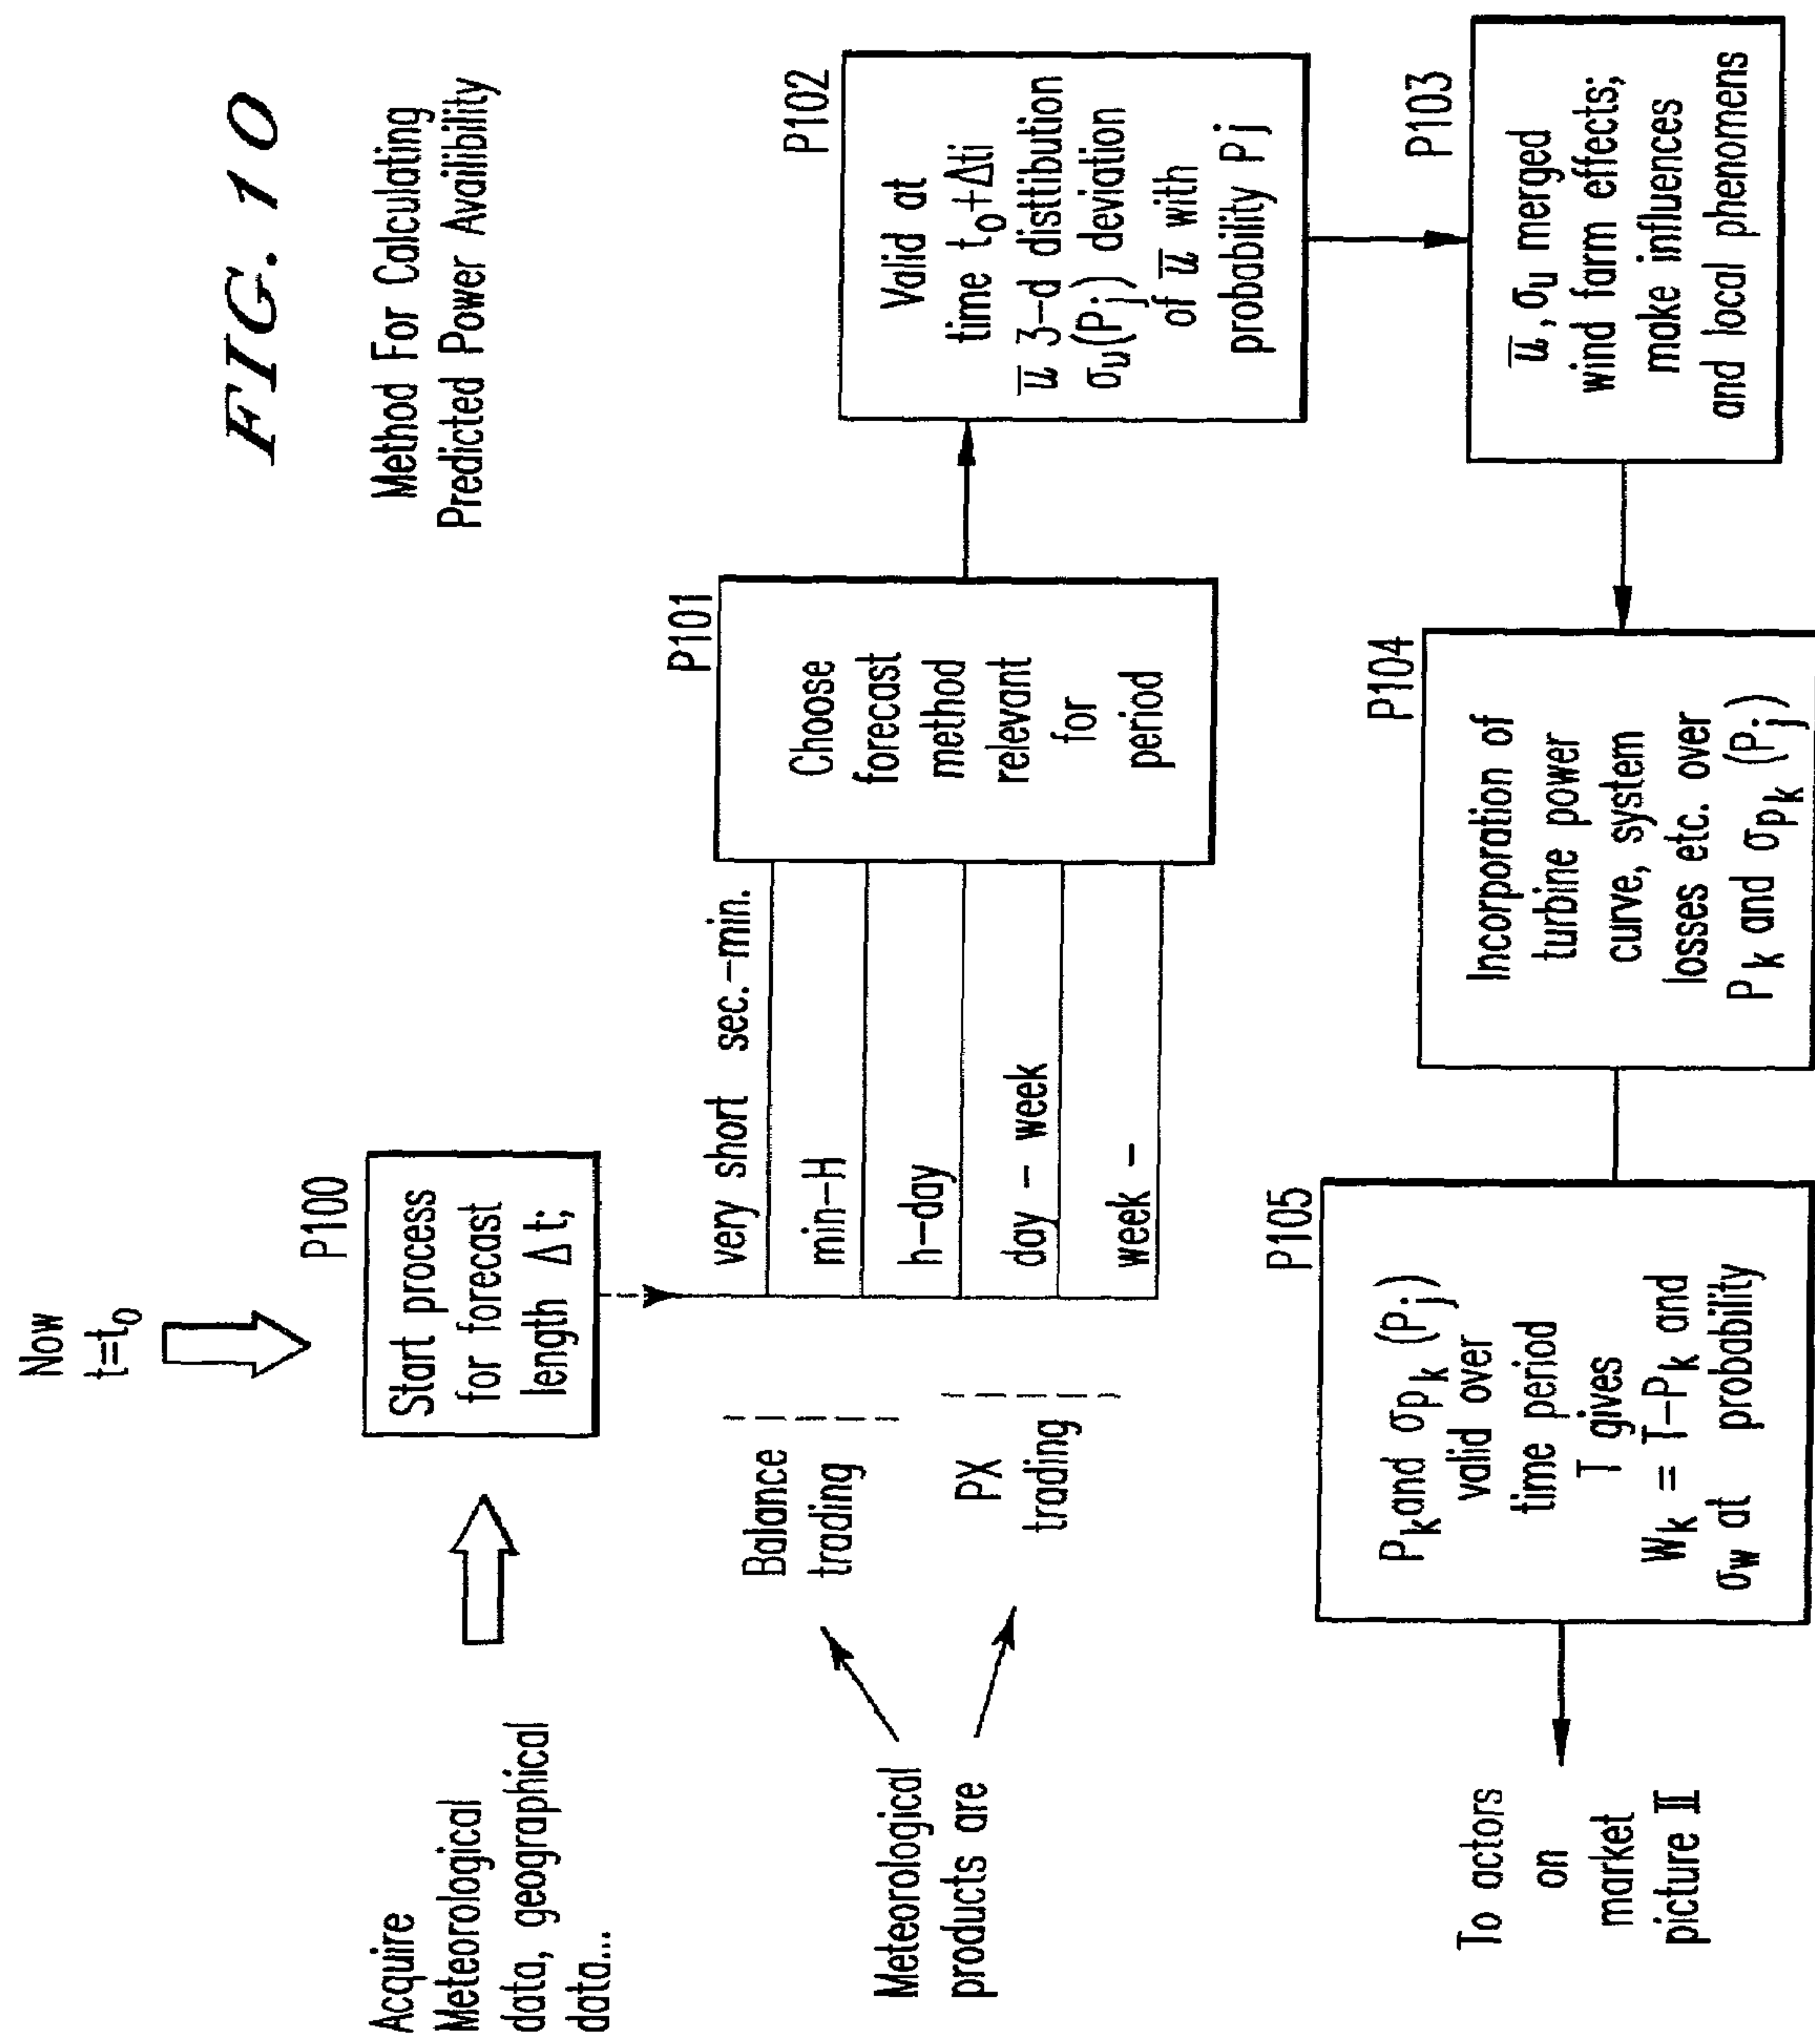 FIG. 10
Method For Calculating
Predicted Power Availibility
Now
t=t₀
Acquire
Meteorological
data, geographical
data...
P100
Start process
for forecast
length Δt;
Meteorological
products are
Balance
trading
PX
trading
very short sec.-min.
min-H
h-day
day - week
week -
P101
Choose
forecast
method
relevant
for
period
P102
Valid at
time t₀+Δti
u̅ 3-d distibution
σᵤ(Pⱼ) deviation
of u̅ with
probability Pj
P103
u̅, σᵤ merged
wind farm effects;
make influences
and local phenomens
P104
Incorporation of
turbine power
curve, system
losses etc. over
Pₖ and σₚₖ (Pⱼ)
P105
Pₖ and σₚₖ (Pⱼ)
valid over
time period
T gives
Wₖ = T-Pₖ and
σw at probability
To actors
on
market
picture II